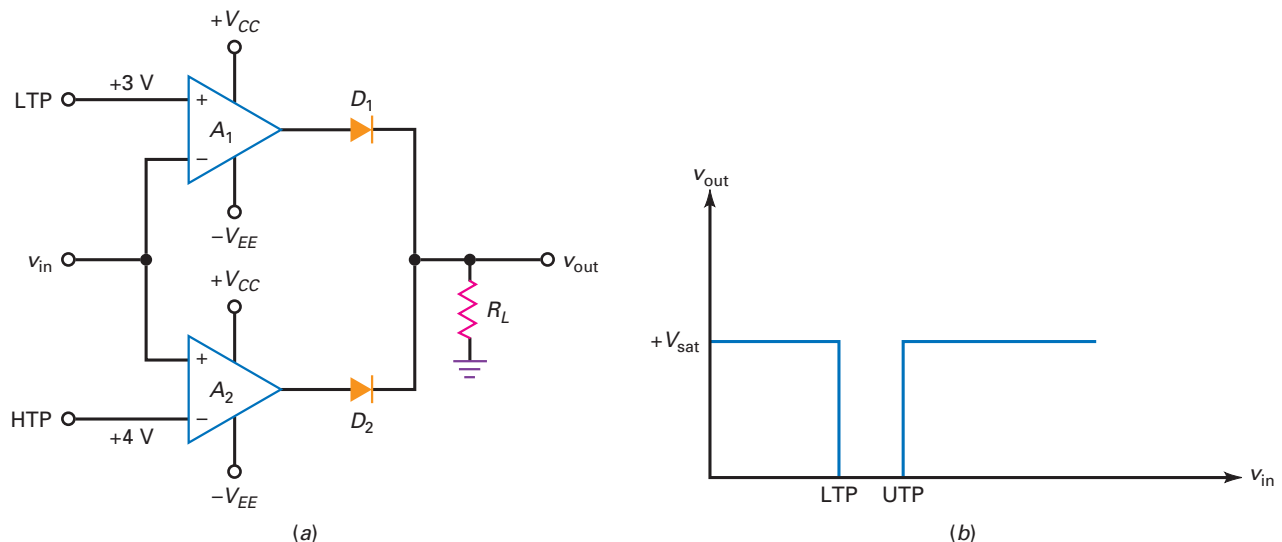 +VCC
LTP
+3 V
+
A1
−
D1
−VEE
vin
+VCC
vout
RL
+
A2
−
HTP
+4 V
D2
−VEE
(a)
vout
+Vsat
LTP
UTP
vin
(b)